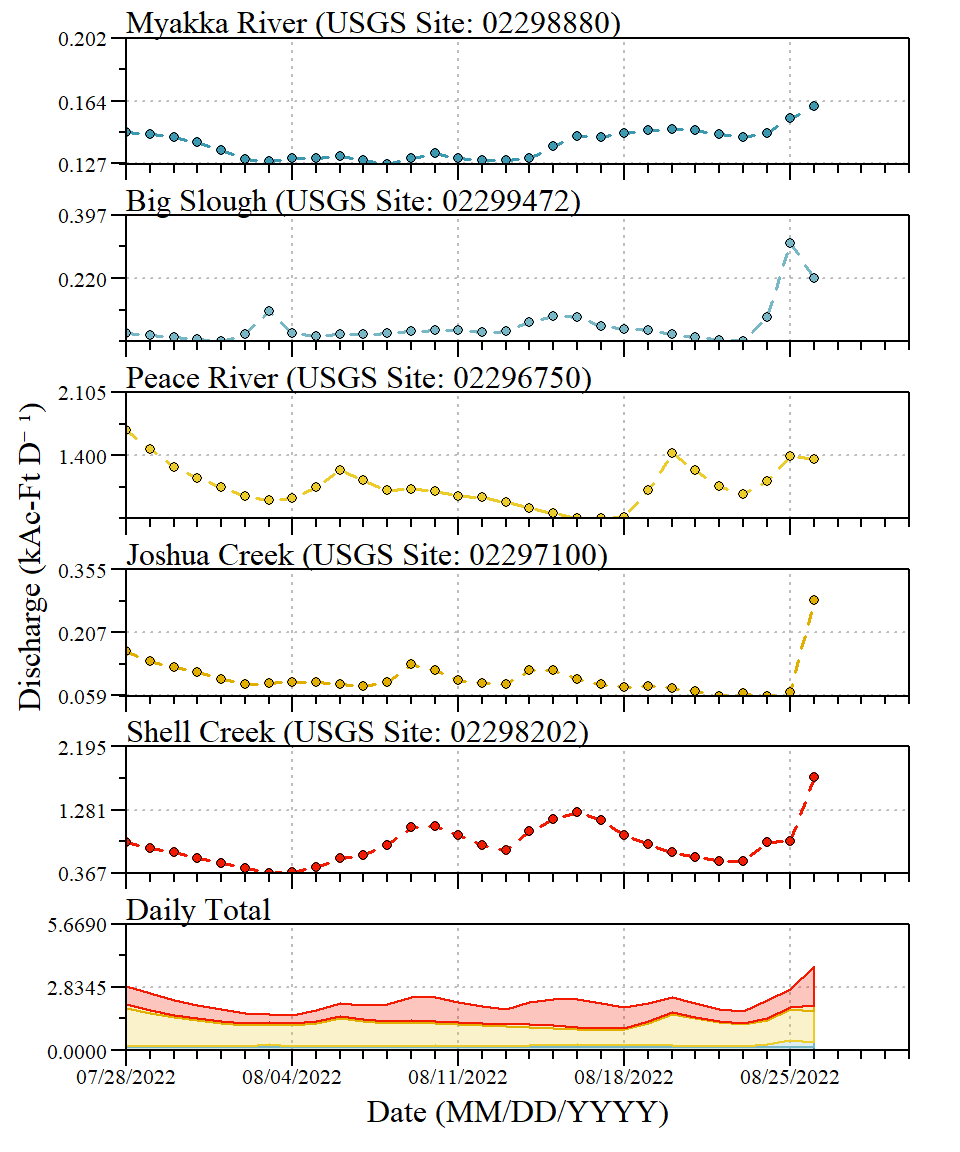 Myakka River (USGS Site: 02298880)
0.202
0.164
0.127
Big Slough (USGS Site: 02299472)
0.397
0.220
Peace River (USGS Site: 02296750)
2.105
1.400
Joshua Creek (USGS Site: 02297100)
0.355
0.207
0.059
Shell Creek (USGS Site: 02298202)
2.195
1.281
0.367
Daily Total
5.6690
2.8345
0.0000
07/28/2022 08/04/2022 08/11/2022 08/18/2022 08/25/2022
Date (MM/DD/YYYY)
Discharge (kAc-Ft D⁻¹)